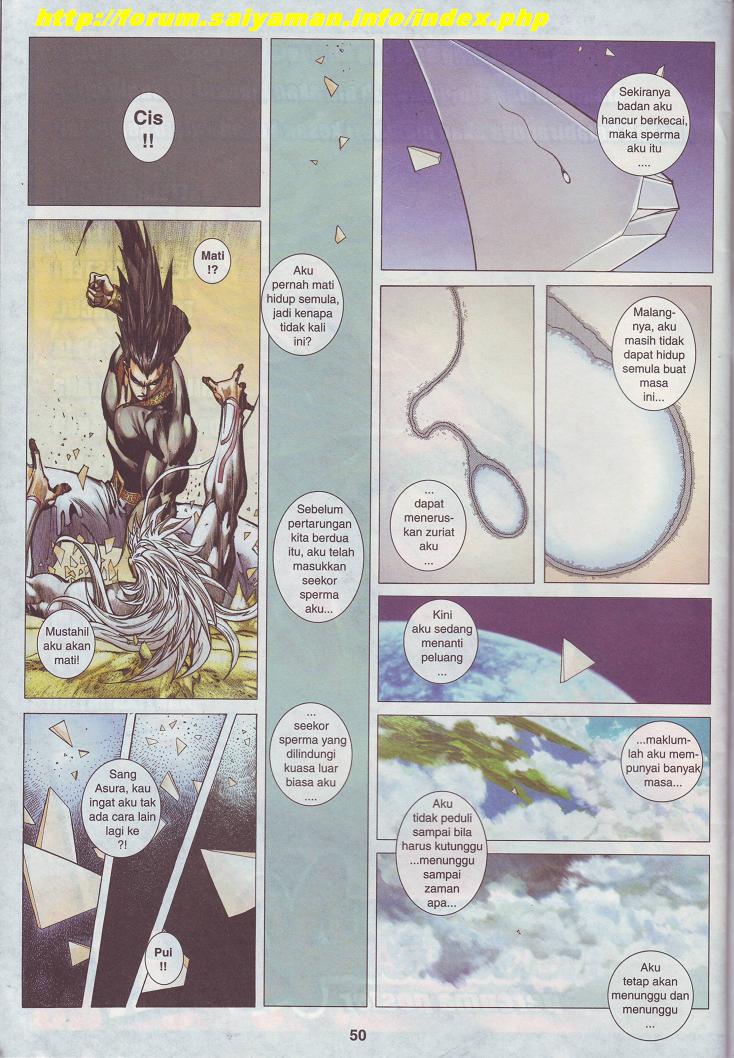 http://forum.saiyaman.info/index.php
Cis
!!
Mati
!?
Mustahil
aku akan
mati!
Sang
Asura, kau
ingat aku tak
ada cara lain
lagi ke
?!
Pui
!!
Aku
pernah mati
hidup semula,
jadi kenapa
tidak kali
ini?
Sebelum
pertarungan
kita berdua
itu, aku telah
masukkan
seekor
sperma
aku...
...
seekor
sperma yang
dilindungi
kuasa luar
biasa aku
....
Sekiranya
badan aku
hancur berkecai,
maka sperma
aku itu
....
...
dapat
menerus-
kan zuriat
aku
...
Malang-
nya, aku
masih tidak
dapat hidup
semula buat
masa
ini...
Kini
aku sedang
menanti
peluang
...
...maklum-
lah aku mem-
punyai banyak
masa...
Aku
tidak peduli
sampai bila
harus kutunggu
...menunggu
sampai
zaman
apa...
Aku
tetap akan
menunggu dan
menunggu
...
50